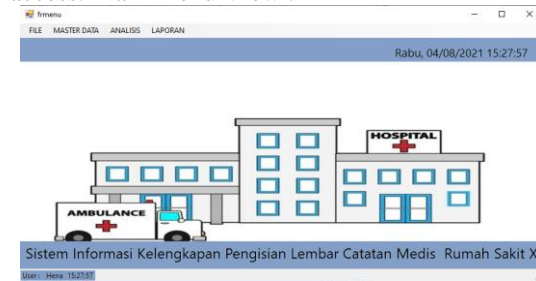 frmenu
FILE MASTER DATA ANALISIS LAPORAN
Rabu, 04/08/2021 15:27:57
HOSPITAL
AMBULANCE
Sistem Informasi Kelengkapan Pengisian Lembar Catatan Medis Rumah Sakit X
User : Hena 15:27:57